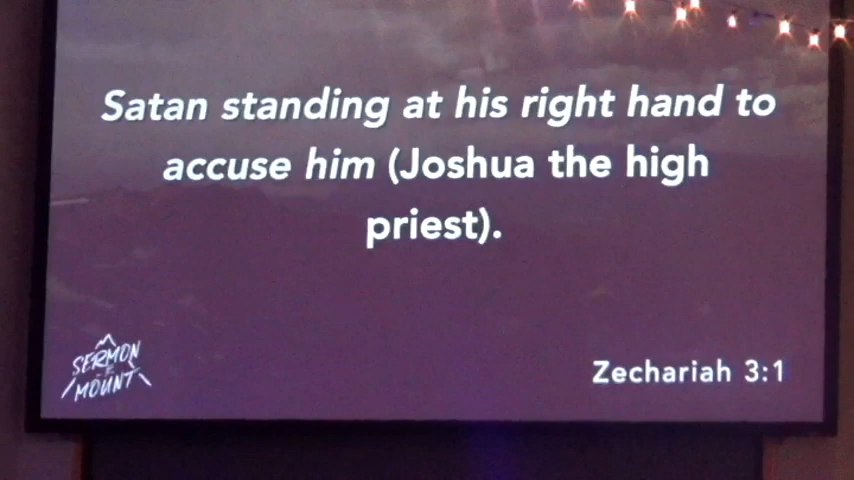 Satan standing at his right hand to
accuse him (Joshua the high
priest).
SERMON
MOUNT
Zechariah 3:1